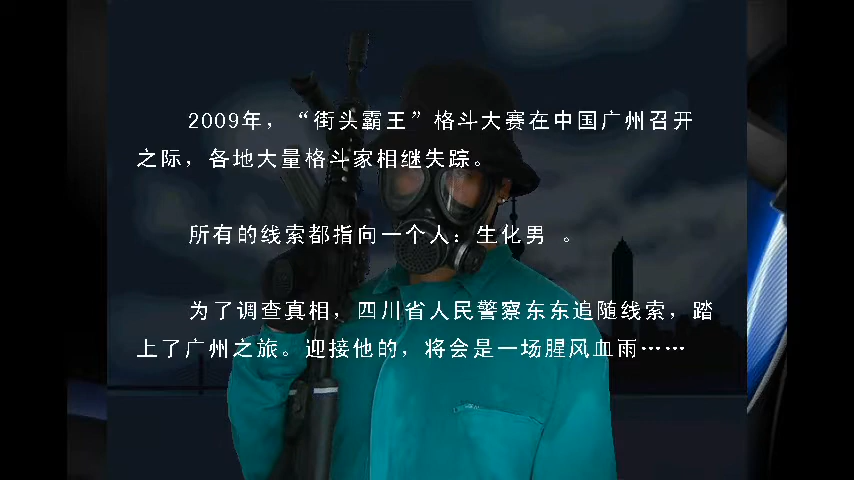 2009年，“街头霸王”格斗大赛在中国广州召开
之际，各地大量格斗家相继失踪。
所有的线索都指向一个人：生化男 。
为了调查真相，四川省人民警察东东追随线索，踏
上了广州之旅。迎接他的，将会是一场腥风血雨……